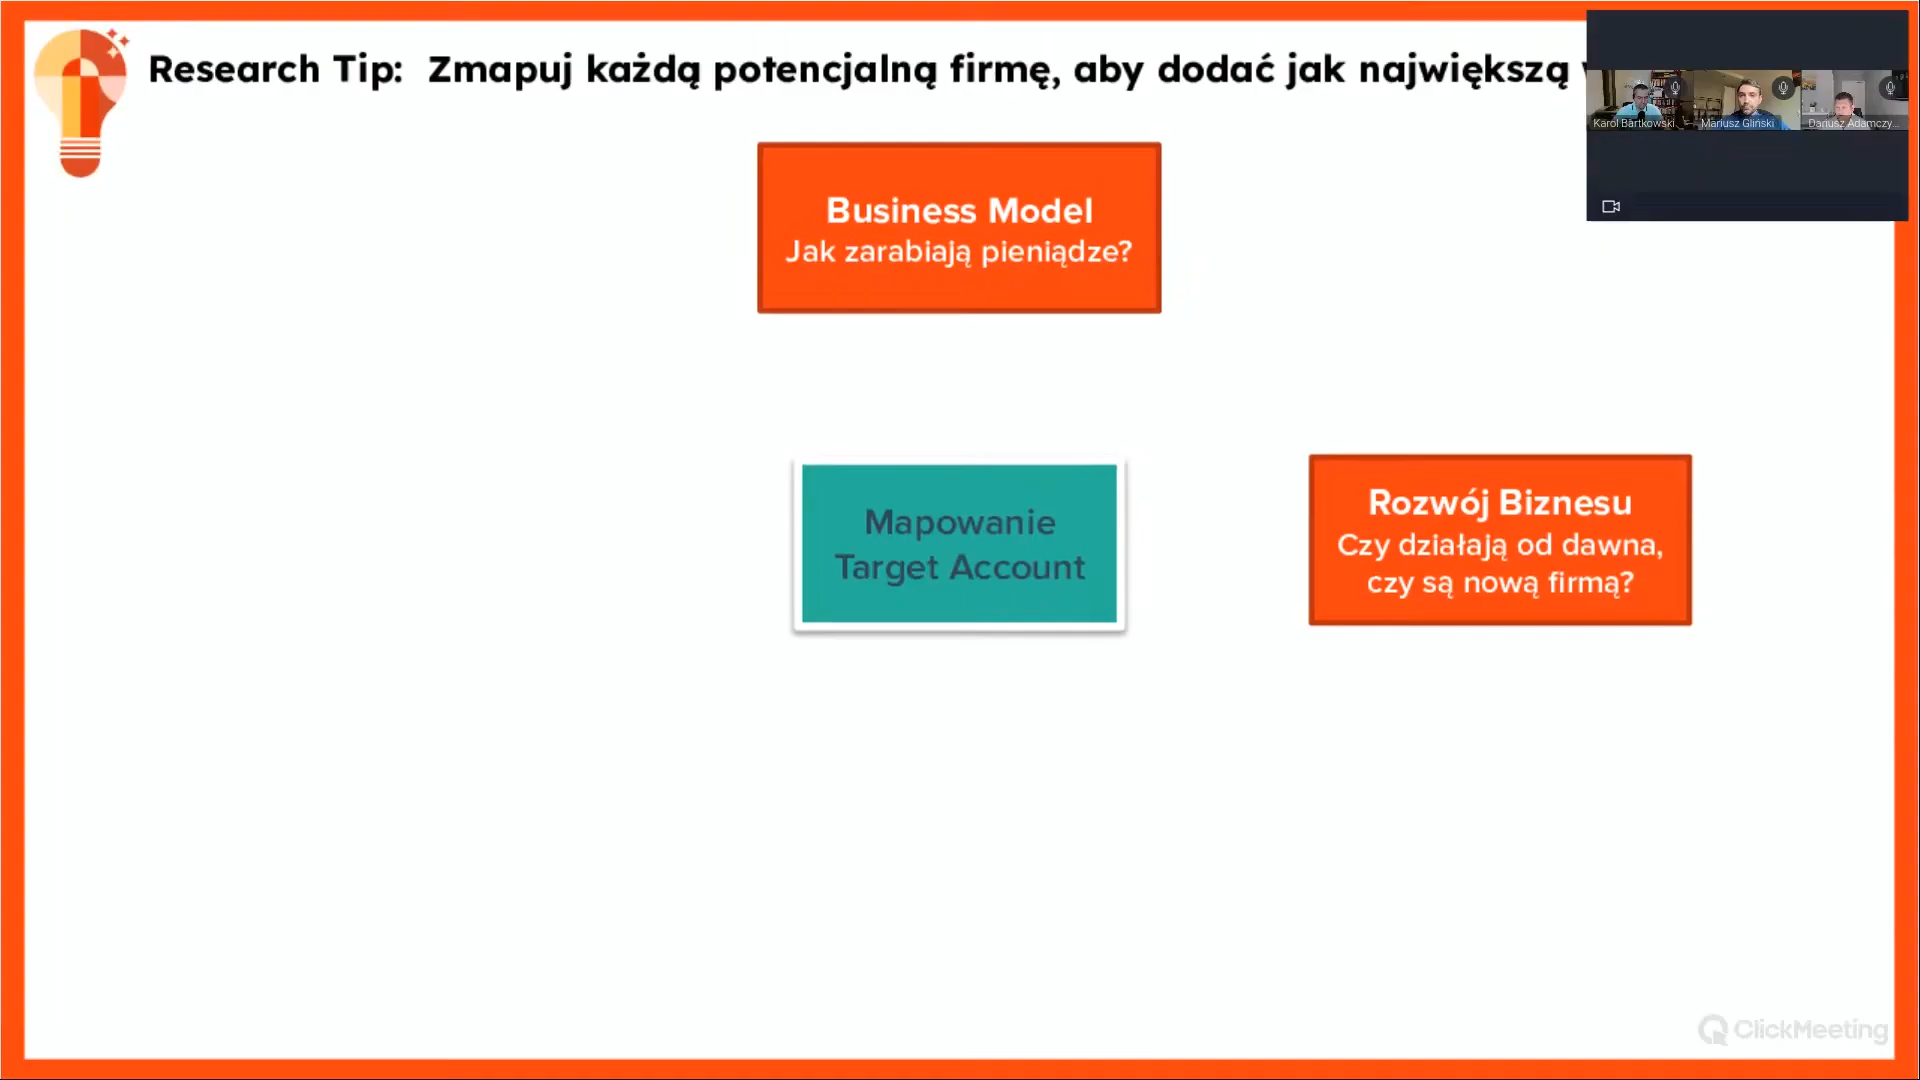 Research Tip: Zmapuj każdą potencjalną firmę, aby dodać jak największą
Karol Bartkowski
Mariusz Gliński
Dariusz Adamczy...
Business Model
Jak zarabiają pieniądze?
Mapowanie
Target Account
Rozwój Biznesu
Czy działają od dawna,
czy są nową firmą?
ClickMeeting